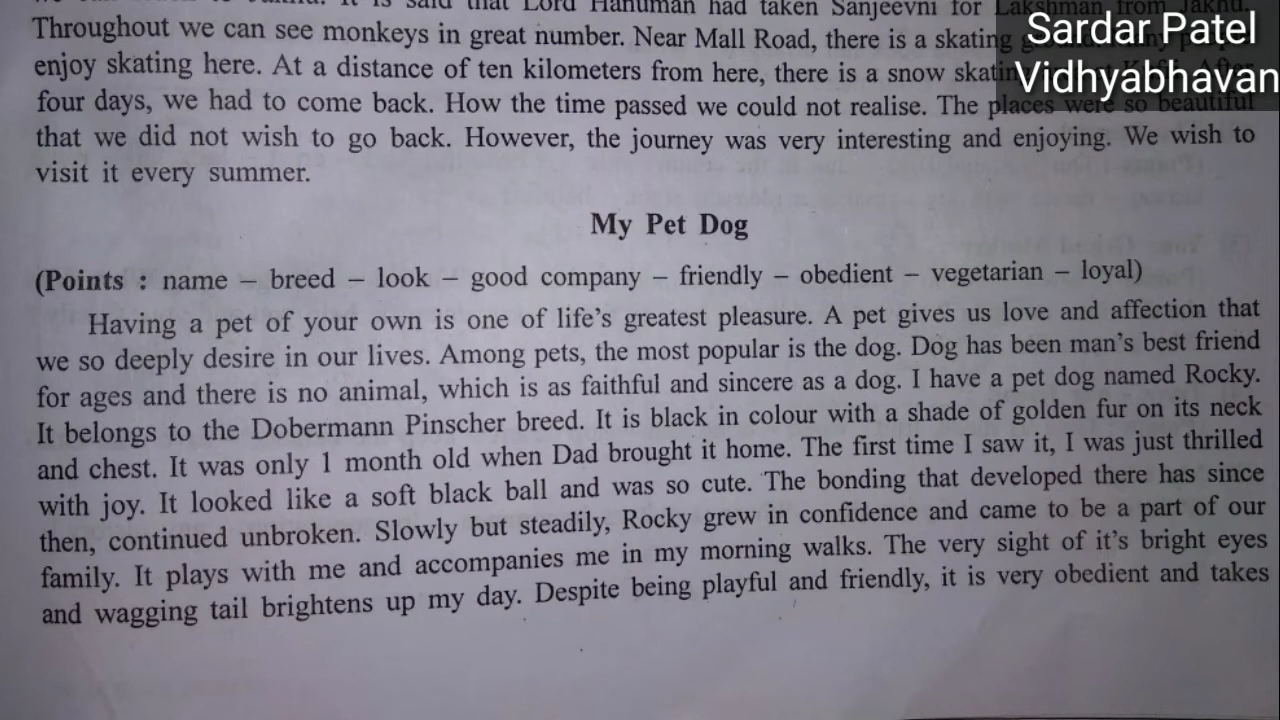 said that Lord Hanuman had taken Sanjeevni for Lakshman from Jakhu.
Throughout we can see monkeys in great number. Near Mall Road, there is a skating
enjoy skating here. At a distance of ten kilometers from here, there is a snow
four days, we had to come back. How the time passed we could not realise. The places were so beautiful
that we did not wish to go back. However, the journey was very interesting and enjoying. We wish to
visit it every summer.
My Pet Dog
(Points : name – breed – look – good company – friendly – obedient – vegetarian – loyal)
Having a pet of your own is one of life's greatest pleasure. A pet gives us love and affection that
we so deeply desire in our lives. Among pets, the most popular is the dog. Dog has been man's best friend
for ages and there is no animal, which is as faithful and sincere as a dog. I have a pet dog named Rocky.
It belongs to the Dobermann Pinscher breed. It is black in colour with a shade of golden fur on its neck
and chest. It was only 1 month old when Dad brought it home. The first time I saw it, I was just thrilled
with joy. It looked like a soft black ball and was so cute. The bonding that developed there has since
then, continued unbroken. Slowly but steadily, Rocky grew in confidence and came to be a part of our
family. It plays with me and accompanies me in my morning walks. The very sight of it's bright eyes
and wagging tail brightens up my day. Despite being playful and friendly, it is very obedient and takes
Sardar Patel
Vidhyabhavan